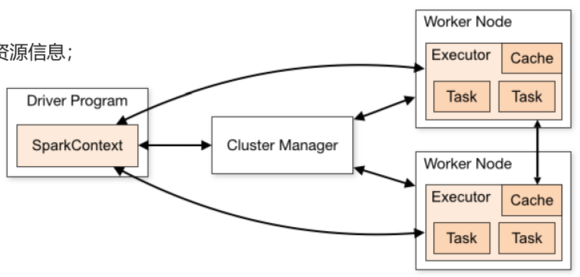 资源信息；
Driver Program
SparkContext
Cluster Manager
Worker Node
Executor
Cache
Task
Task
Worker Node
Executor
Cache
Task
Task